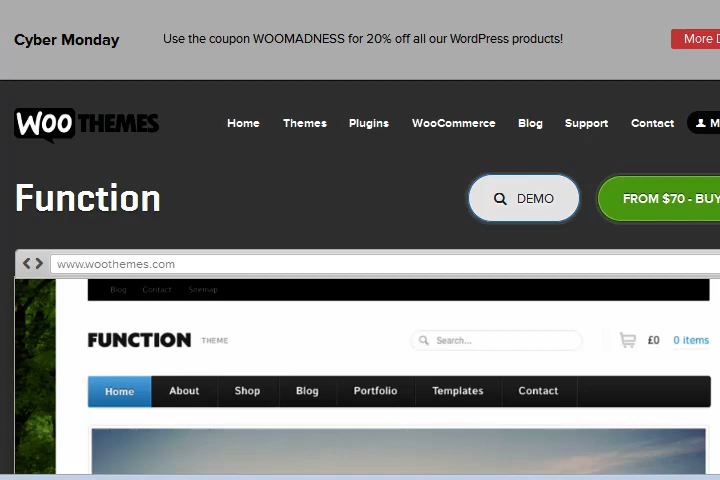 Cyber Monday
Use the coupon WOOMADNESS for 20% off all our WordPress products!
More D
WOO THEMES
Home Themes Plugins WooCommerce Blog Support Contact M
Function
DEMO
FROM $70 - BUY
www.woothemes.com
Blog Contact Sitemap
FUNCTION THEME
Search...
£0 0 items
Home About Shop Blog Portfolio Templates Contact